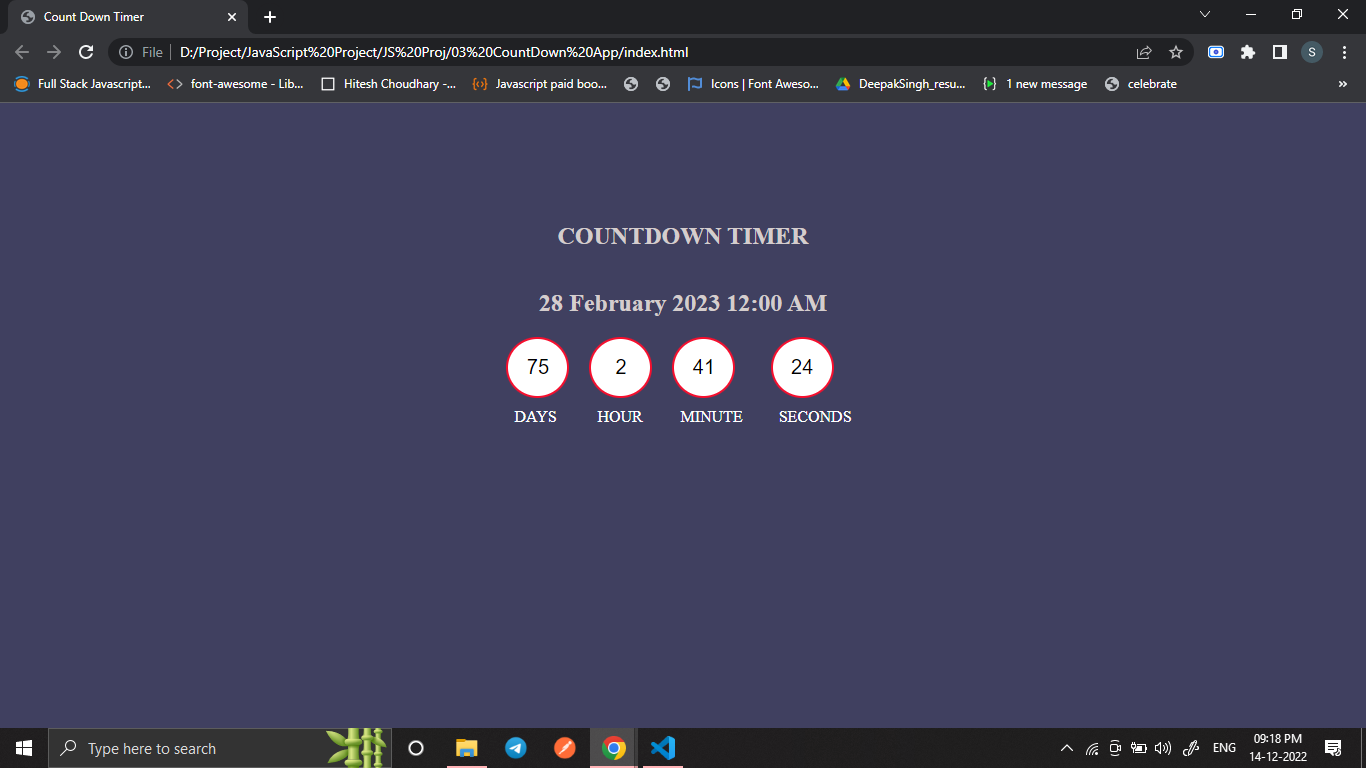 Count Down Timer
File D:/Project/JavaScript%20Project/JS%20Proj/03%20CountDown%20App/index.html S
Full Stack Javascript... font-awesome - Lib... Hitesh Choudhary -... Javascript paid boo... Icons | Font Aweso... DeepakSingh_resu... 1 new message celebrate »
COUNTDOWN TIMER
28 February 2023 12:00 AM
75 2 41 24
DAYS HOUR MINUTE SECONDS
Type here to search ENG 09:18 PM
14-12-2022